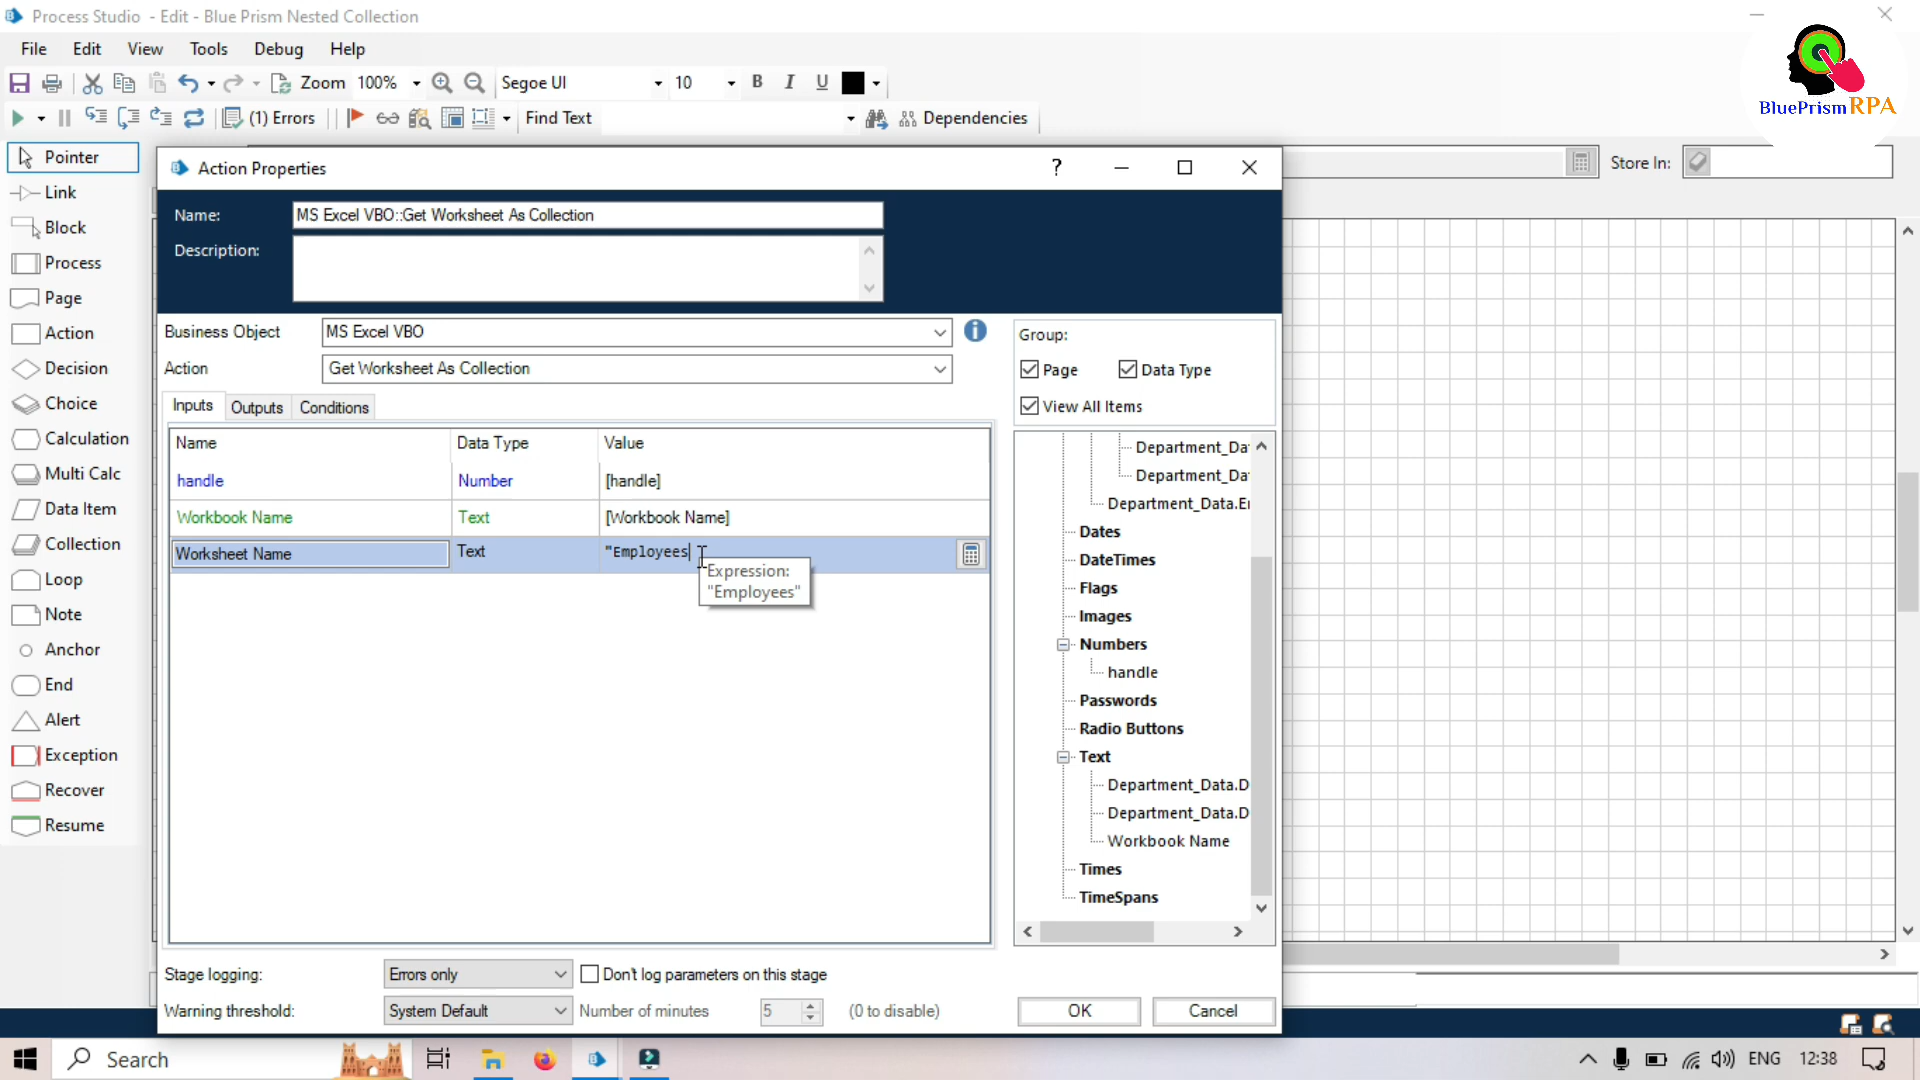 Process Studio - Edit - Blue Prism Nested Collection
File Edit View Tools Debug Help
BluePrism RPA
Zoom 100% Segoe UI 10 B I U
(1) Errors Find Text Dependencies
Pointer
Link
Block
Process
Page
Action
Decision
Choice
Calculation
Multi Calc
Data Item
Collection
Loop
Note
Anchor
End
Alert
Exception
Recover
Resume
Store In:
Action Properties ?
Name: MS Excel VBO::Get Worksheet As Collection
Description:
Business Object MS Excel VBO i
Action Get Worksheet As Collection
Inputs Outputs Conditions
Name Data Type Value
handle Number [handle]
Workbook Name Text [Workbook Name]
Worksheet Name Text "Employees
Expression:
"Employees"
Group:
Page Data Type
View All Items
Department_Da
Department_Da
Department_Data.E
Dates
DateTimes
Flags
Images
Numbers
handle
Passwords
Radio Buttons
Text
Department_Data.D
Department_Data.D
Workbook Name
Times
TimeSpans
Stage logging: Errors only Don't log parameters on this stage
Warning threshold: System Default Number of minutes 5 (0 to disable)
OK Cancel
Search
ENG 12:38